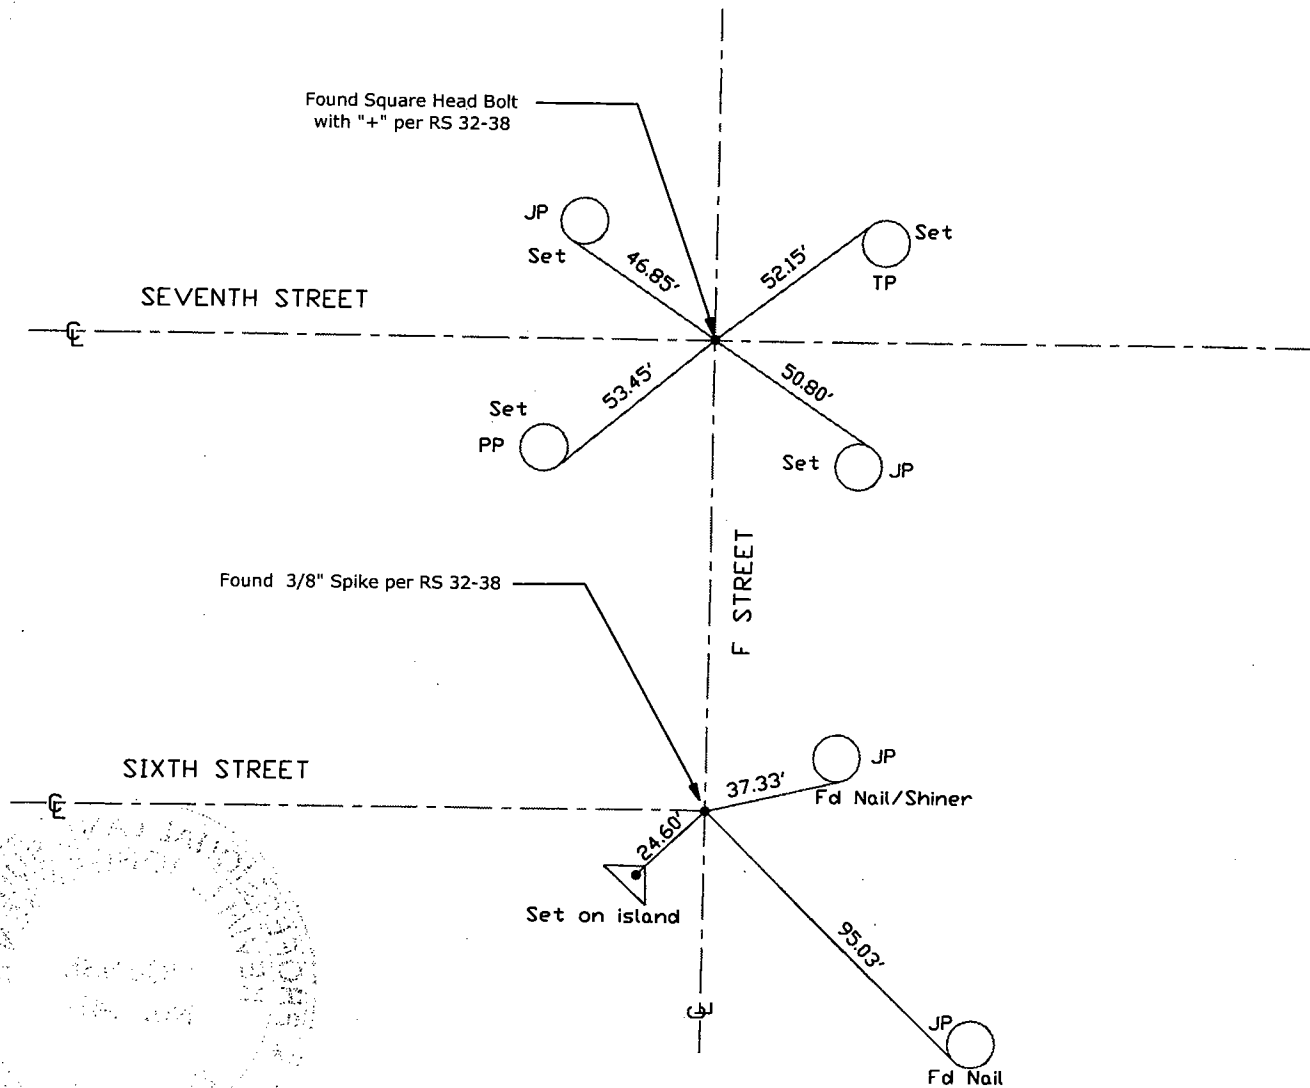 Found Square Head Bolt
with "+" per RS 32-38
JP
Set
46.85'
52.15'
Set
TP
SEVENTH STREET
℄
53.45'
50.80'
Set
PP
Set
JP
F STREET
Found 3/8" Spike per RS 32-38
SIXTH STREET
℄
37.33'
JP
Fd Nail/Shiner
24.60'
Set on island
95.03'
℄
JP
Fd Nail